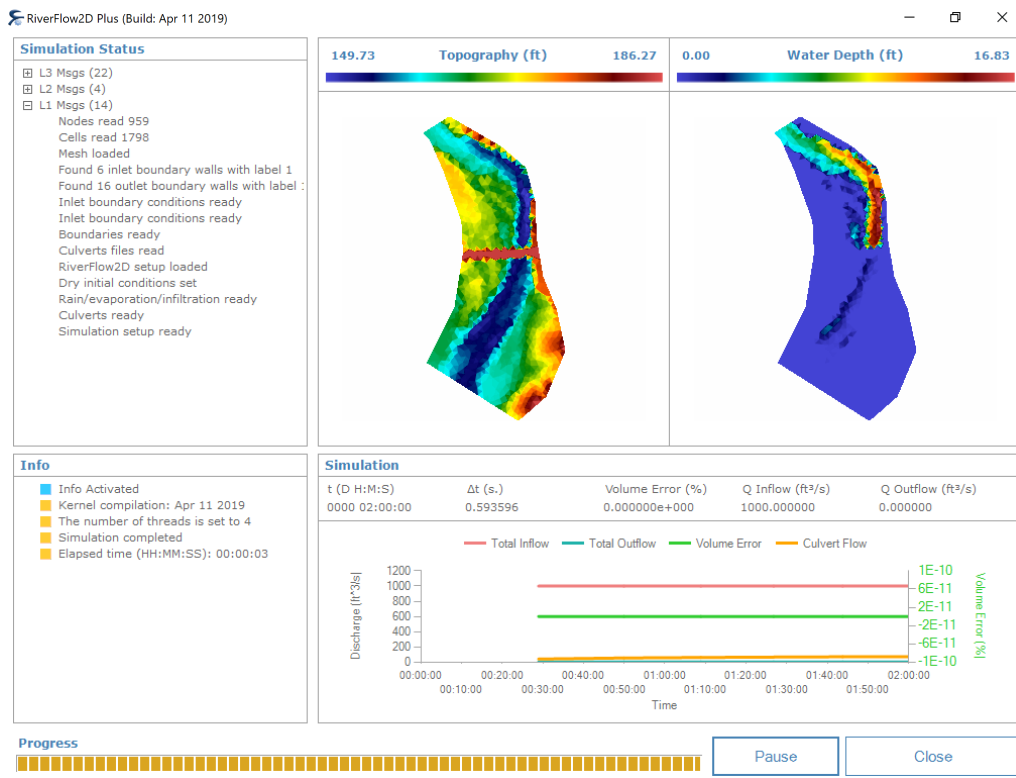 RiverFlow2D Plus (Build: Apr 11 2019)
Simulation Status
L3 Msgs (22)
L2 Msgs (4)
L1 Msgs (14)
Nodes read 959
Cells read 1798
Mesh loaded
Found 6 inlet boundary walls with label 1
Found 16 outlet boundary walls with label :
Inlet boundary conditions ready
Inlet boundary conditions ready
Boundaries ready
Culverts files read
RiverFlow2D setup loaded
Dry initial conditions set
Rain/evaporation/infiltration ready
Culverts ready
Simulation setup ready
149.73 Topography (ft) 186.27
0.00 Water Depth (ft) 16.83
Info
Info Activated
Kernel compilation: Apr 11 2019
The number of threads is set to 4
Simulation completed
Elapsed time (HH:MM:SS): 00:00:03
Simulation
t (D H:M:S) Δt (s.) Volume Error (%) Q Inflow (ft³/s) Q Outflow (ft³/s)
0000 02:00:00 0.593596 0.000000e+000 1000.000000 0.000000
Total Inflow Total Outflow Volume Error Culvert Flow
Discharge (ft^3/s|
1200
1000
800
600
400
200
0
1E-10
6E-11
2E-11
-2E-11
-6E-11
-1E-10
Volume Error (%|
00:00:00 00:20:00 00:40:00 01:00:00 01:20:00 01:40:00 02:00:00
00:10:00 00:30:00 00:50:00 01:10:00 01:30:00 01:50:00
Time
Progress
Pause
Close